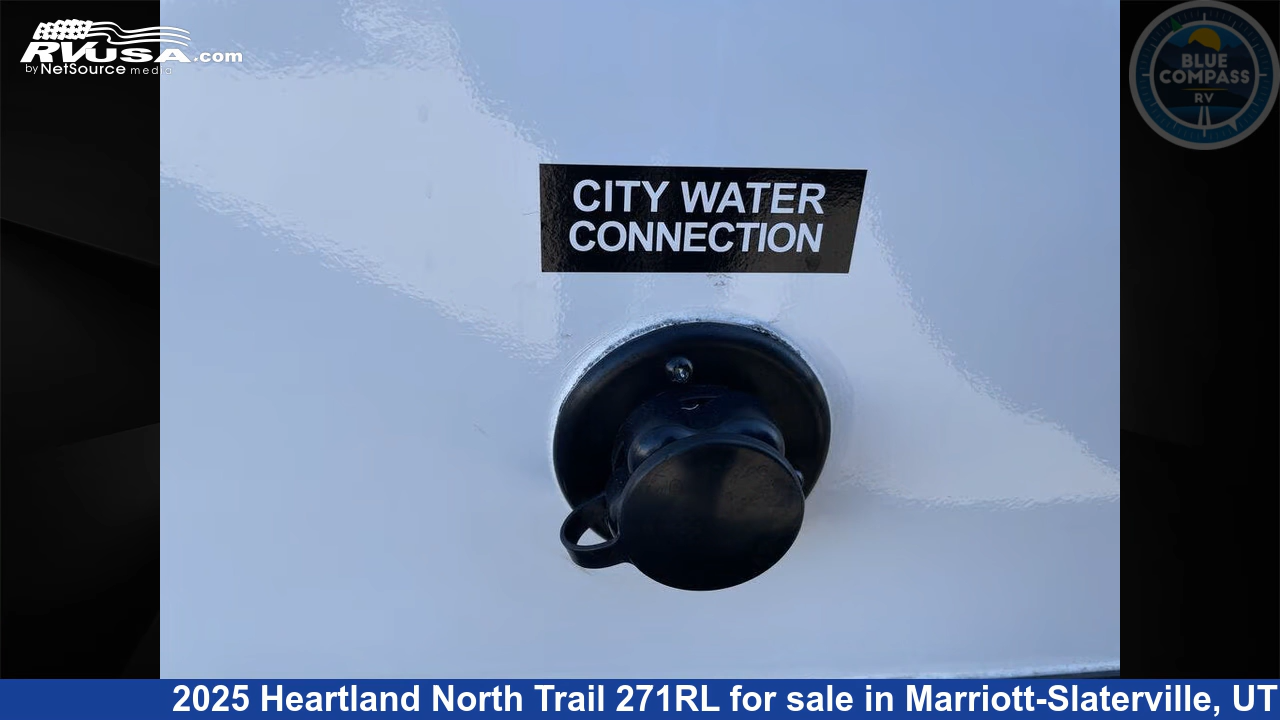 RVUSA.com
by NetSource media
BLUE
COMPASS
RV
CITY WATER
CONNECTION
2025 Heartland North Trail 271RL for sale in Marriott-Slaterville, UT